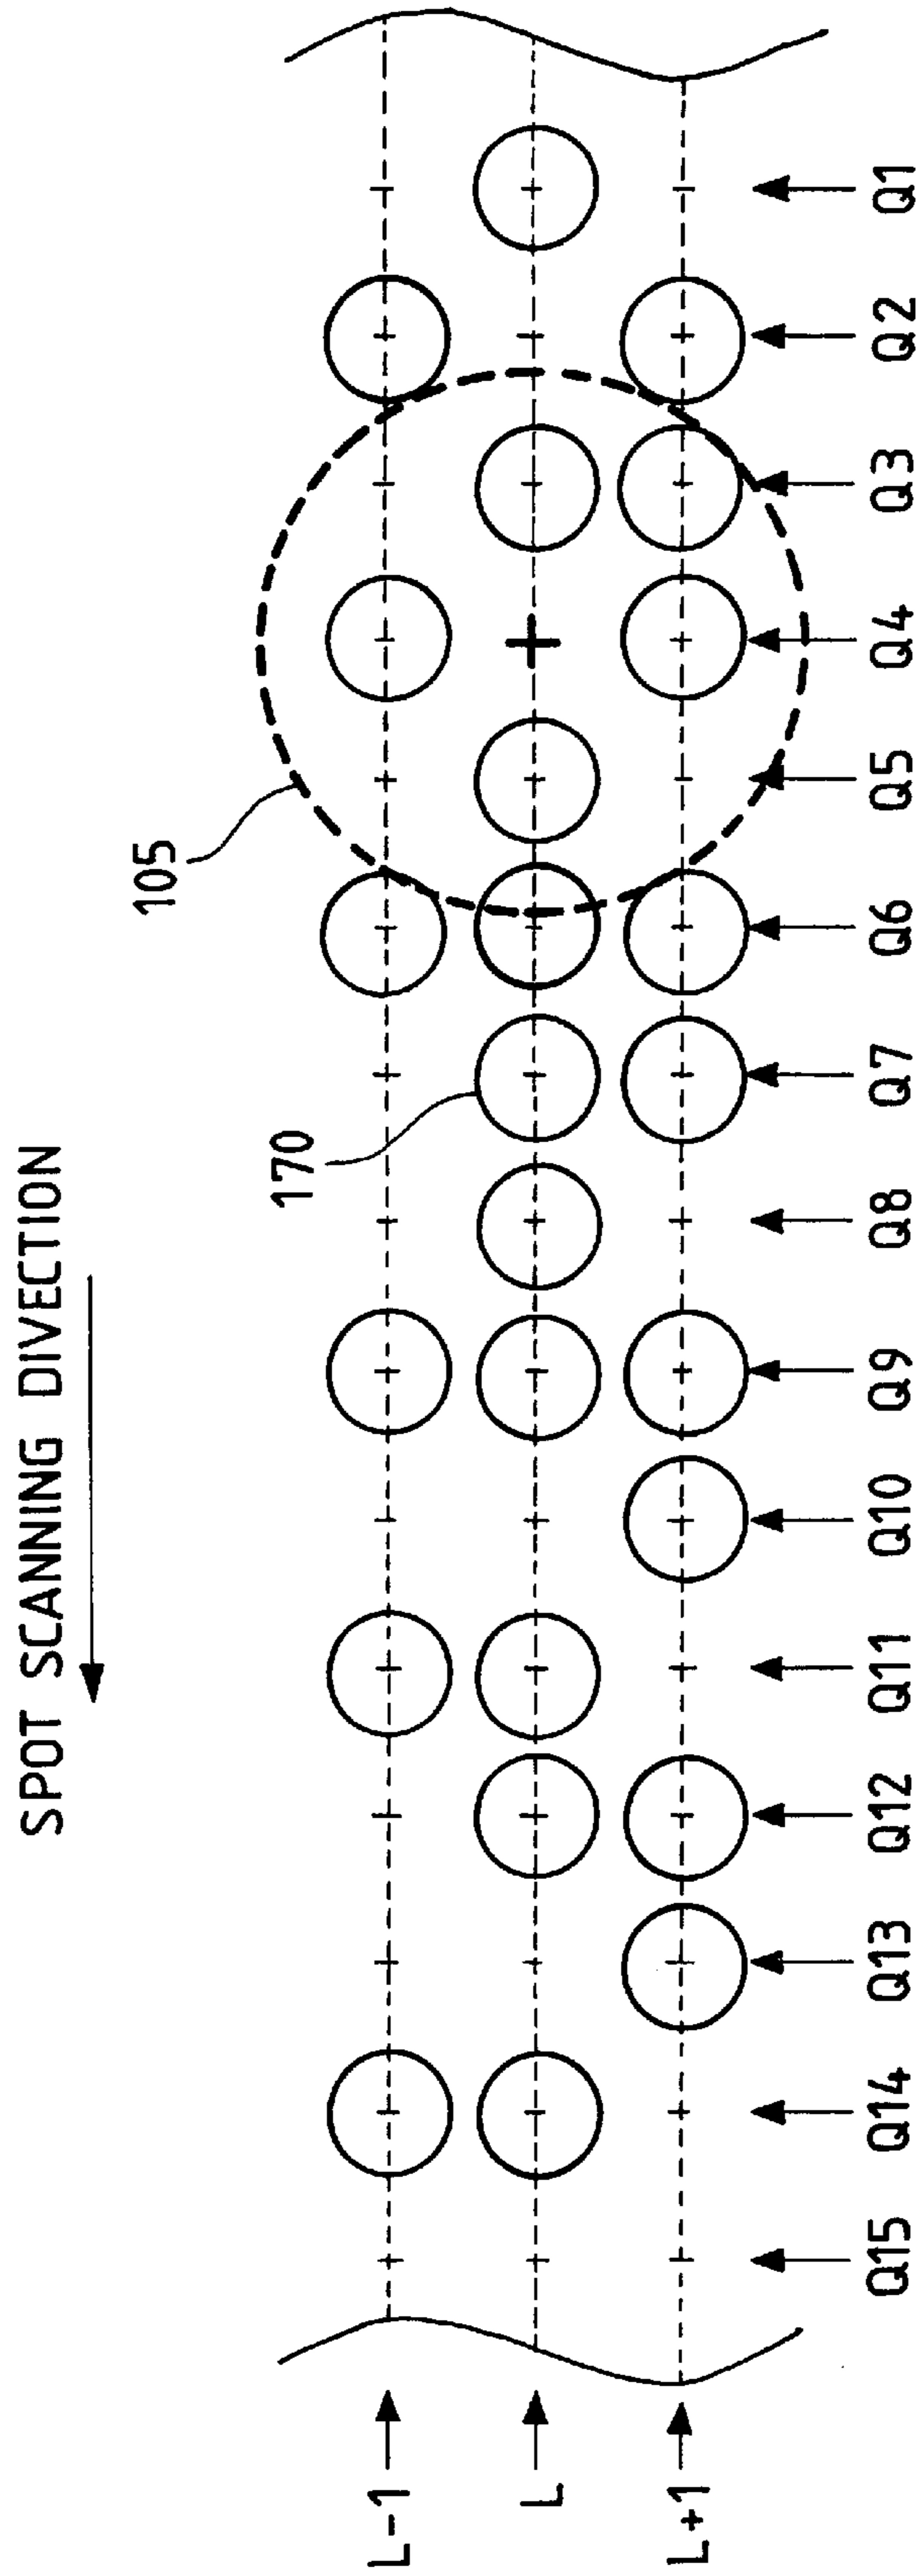 SPOT SCANNING DIVECTION
105
170
L-1
L
L+1
Q15 Q14 Q13 Q12 Q11 Q10 Q9 Q8 Q7 Q6 Q5 Q4 Q3 Q2 Q1